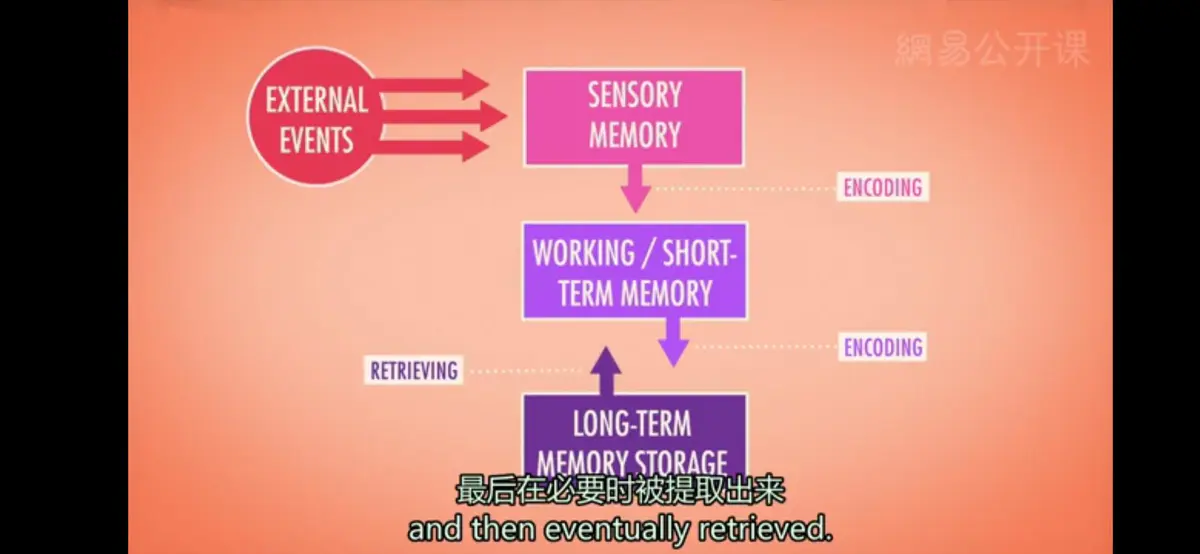 網易公开课
EXTERNAL
EVENTS
SENSORY
MEMORY
ENCODING
WORKING / SHORT-
TERM MEMORY
ENCODING
RETRIEVING
LONG-TERM
MEMORY STORAGE
最后在必要时被提取出来
and then eventually retrieved.